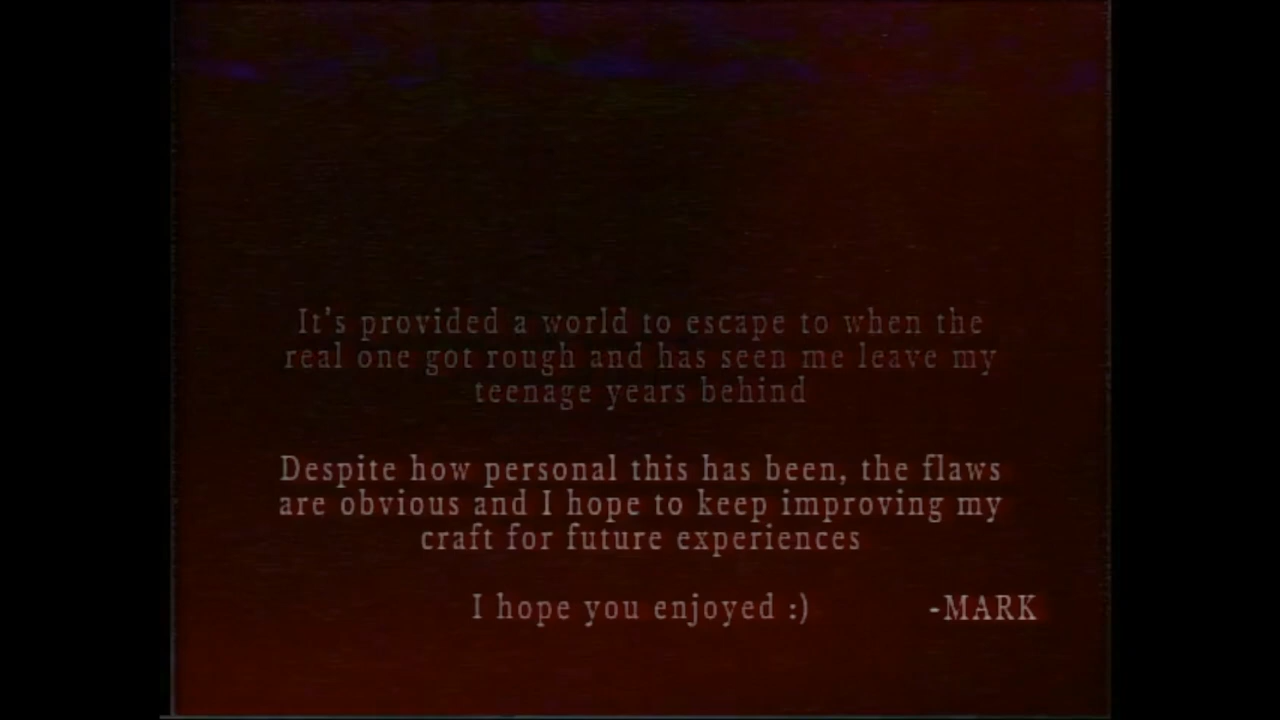 It's provided a world to escape to when the
real one got rough and has seen me leave my
teenage years behind
Despite how personal this has been, the flaws
are obvious and I hope to keep improving my
craft for future experiences
I hope you enjoyed :)
-MARK